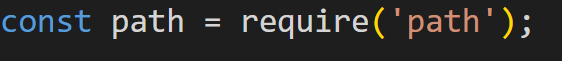 const path = require('path');